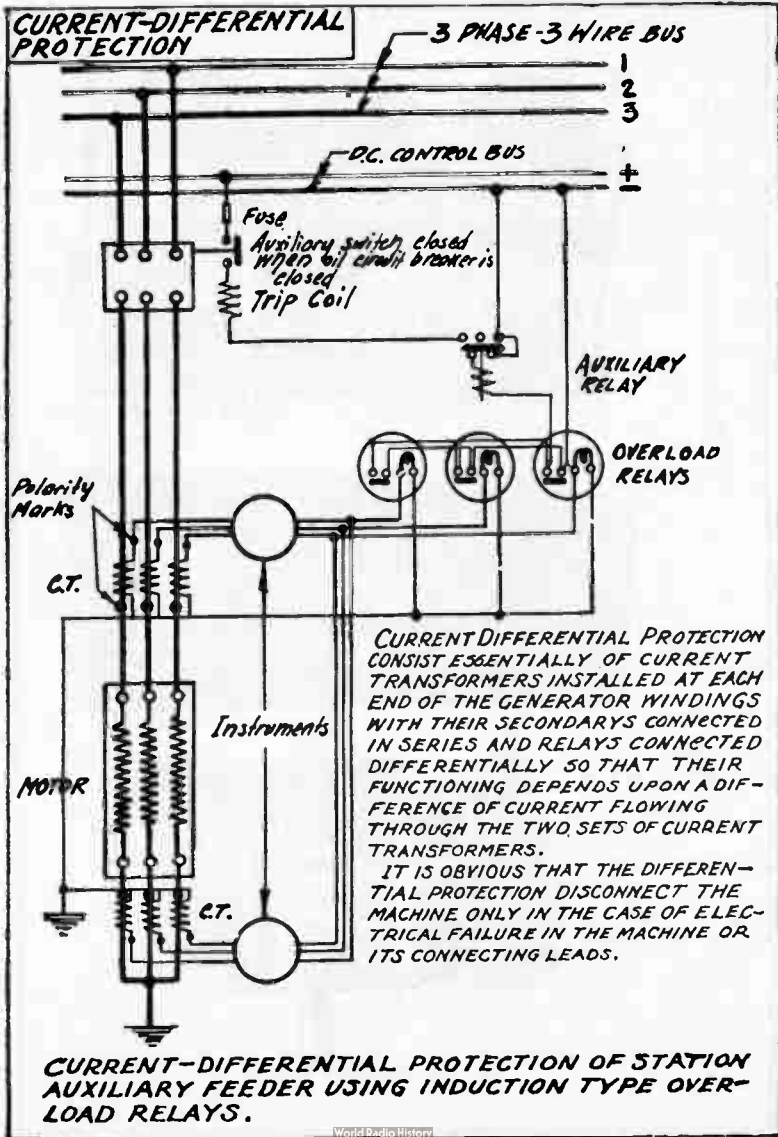 CURRENT-DIFFERENTIAL
PROTECTION
3 PHASE-3 WIRE BUS
1
2
3
D.C. CONTROL BUS
+
−
Fuse
Auxiliary switch closed
when oil circuit breaker is
closed
Trip Coil
AUXILIARY
RELAY
OVERLOAD
RELAYS
Polarity
Marks
C.T.
CURRENT DIFFERENTIAL PROTECTION
CONSIST ESSENTIALLY OF CURRENT
TRANSFORMERS INSTALLED AT EACH
END OF THE GENERATOR WINDINGS
WITH THEIR SECONDARYS CONNECTED
IN SERIES AND RELAYS CONNECTED
DIFFERENTIALLY SO THAT THEIR
FUNCTIONING DEPENDS UPON A DIF-
FERENCE OF CURRENT FLOWING
THROUGH THE TWO SETS OF CURRENT
TRANSFORMERS.
IT IS OBVIOUS THAT THE DIFFEREN-
TIAL PROTECTION DISCONNECT THE
MACHINE ONLY IN THE CASE OF ELEC-
TRICAL FAILURE IN THE MACHINE OR
ITS CONNECTING LEADS.
Instruments
MOTOR
C.T.
CURRENT-DIFFERENTIAL PROTECTION OF STATION
AUXILIARY FEEDER USING INDUCTION TYPE OVER-
LOAD RELAYS.
World Radio History